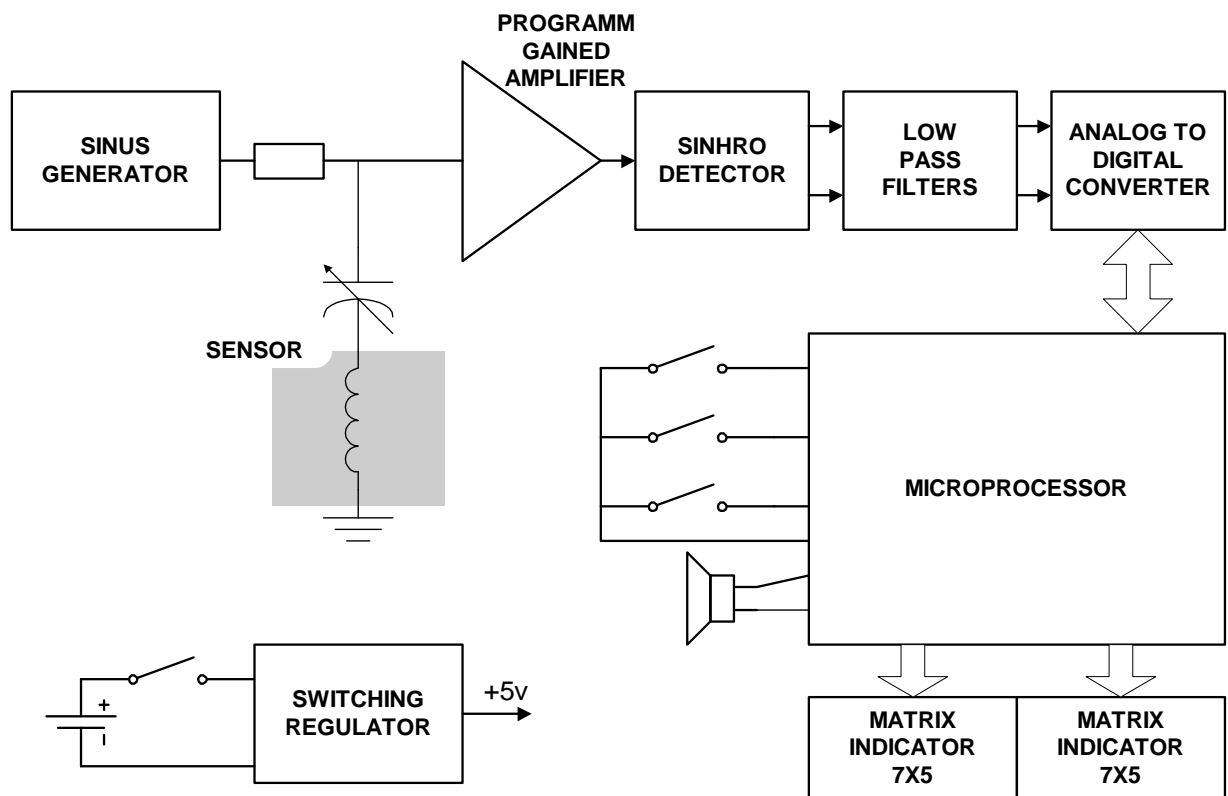 PROGRAMM
GAINED
AMPLIFIER
SINUS
GENERATOR
SINHRO
DETECTOR
LOW
PASS
FILTERS
ANALOG TO
DIGITAL
CONVERTER
SENSOR
MICROPROCESSOR
+
SWITCHING
REGULATOR
+5v
MATRIX
INDICATOR
7X5
MATRIX
INDICATOR
7X5